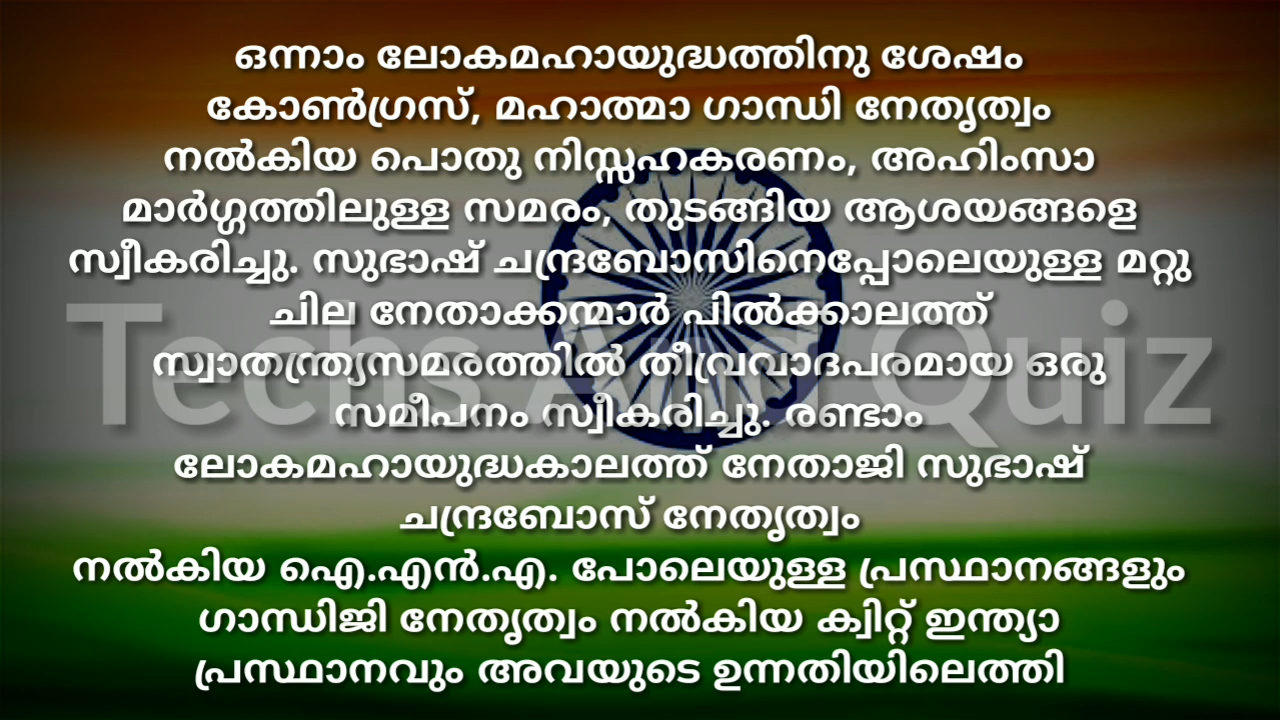 ഒന്നാം ലോകമഹായുദ്ധത്തിനു ശേഷം
കോൺഗ്രസ്, മഹാത്മാ ഗാന്ധി നേതൃത്വം
നൽകിയ പൊതു നിസ്സഹകരണം, അഹിംസാ
മാർഗ്ഗത്തിലുള്ള സമരം, തുടങ്ങിയ ആശയങ്ങളെ
സ്വീകരിച്ചു. സുഭാഷ് ചന്ദ്രബോസിനെപ്പോലെയുള്ള മറ്റു
ചില നേതാക്കന്മാർ പിൽക്കാലത്ത്
സ്വാതന്ത്ര്യസമരത്തിൽ തീവ്രവാദപരമായ ഒരു
സമീപനം സ്വീകരിച്ചു. രണ്ടാം
ലോകമഹായുദ്ധകാലത്ത് നേതാജി സുഭാഷ്
ചന്ദ്രബോസ് നേതൃത്വം
നൽകിയ ഐ.എൻ.എ. പോലെയുള്ള പ്രസ്ഥാനങ്ങളും
ഗാന്ധിജി നേതൃത്വം നൽകിയ ക്വിറ്റ് ഇന്ത്യാ
പ്രസ്ഥാനവും അവയുടെ ഉന്നതിയിലെത്തി
Techs And Quiz